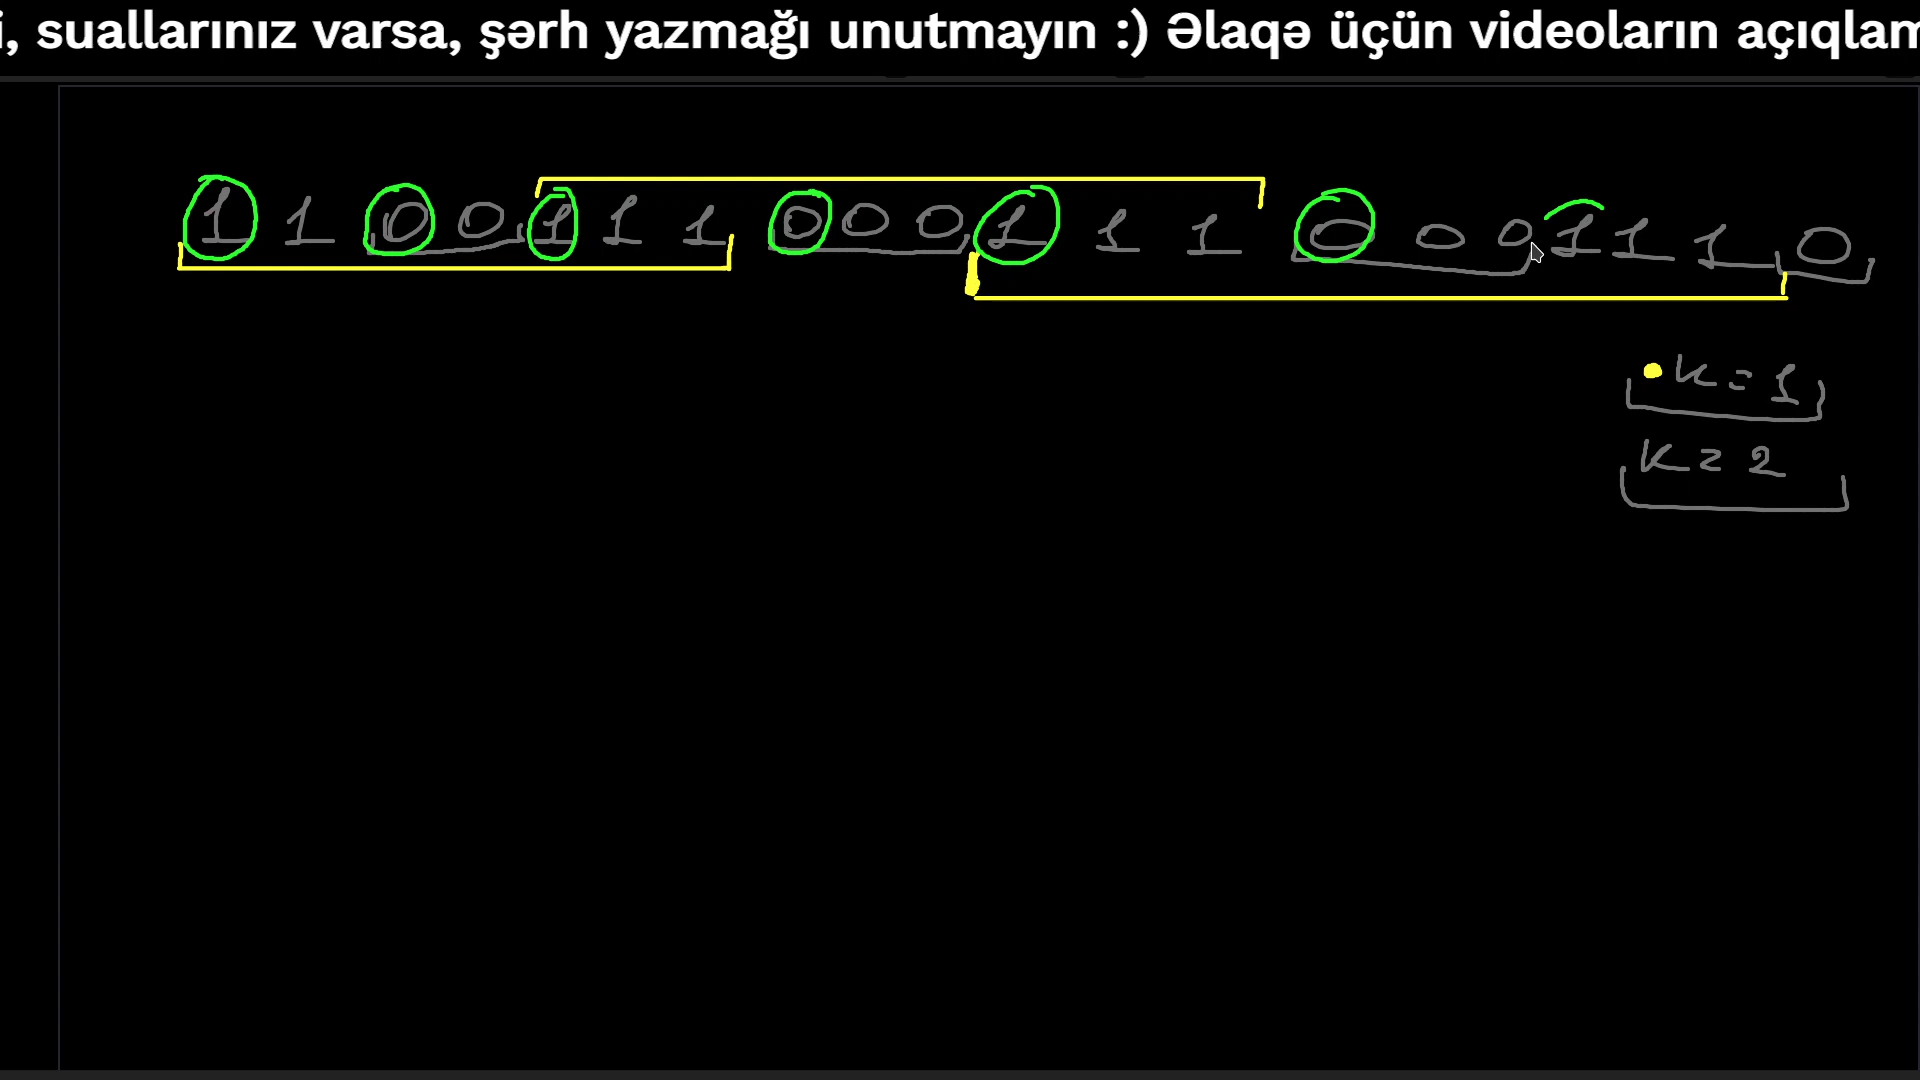 i, suallarınız varsa, şərh yazmağı unutmayın :) Əlaqə üçün videoların açıqlam
1 1 0 0 1 1 1 0 0 0 1 1 1 0 0 0 1 1 1 0
K = 1
K = 2